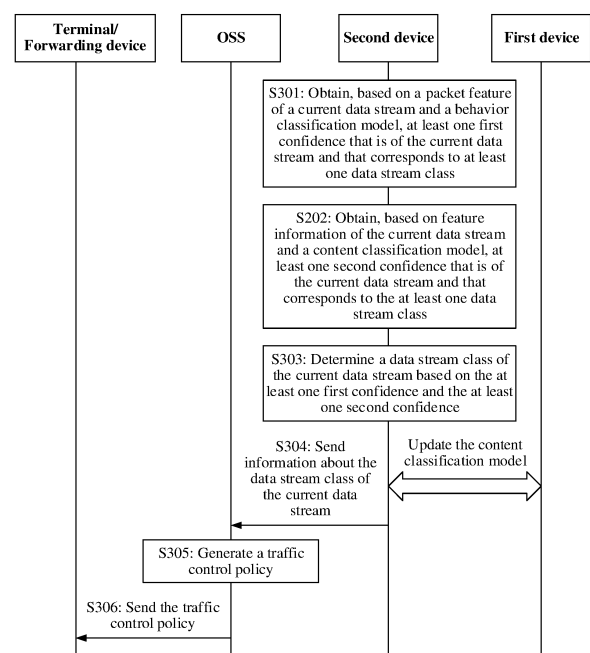 Terminal/
Forwarding device
OSS
Second device
First device
S301: Obtain, based on a packet feature
of a current data stream and a behavior
classification model, at least one first
confidence that is of the current data
stream and that corresponds to at least
one data stream class
S202: Obtain, based on feature
information of the current data stream
and a content classification model, at
least one second confidence that is of
the current data stream and that
corresponds to the at least one data
stream class
S303: Determine a data stream class of
the current data stream based on the at
least one first confidence and the at least
one second confidence
S304: Send
information about the
data stream class of
the current data
stream
Update the content
classification model
S305: Generate a traffic
control policy
S306: Send the traffic
control policy